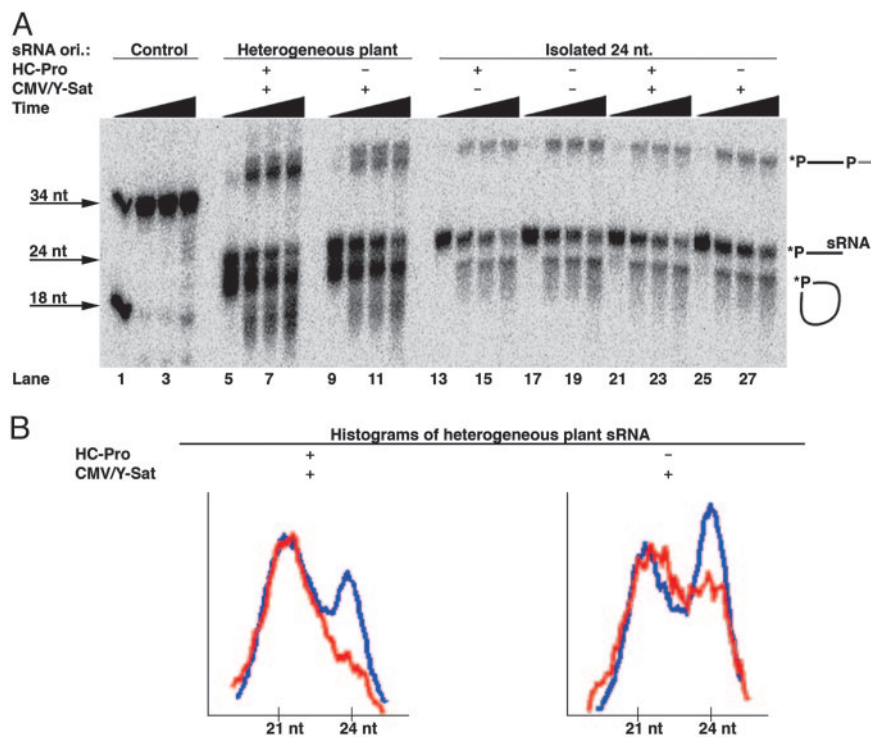 A
sRNA ori.: Control Heterogeneous plant Isolated 24 nt.
HC-Pro + – + – + –
CMV/Y-Sat + + – – + +
Time
*P P
34 nt
24 nt
sRNA
*P
*P
18 nt
Lane 1 3 5 7 9 11 13 15 17 19 21 23 25 27
B
Histograms of heterogeneous plant sRNA
HC-Pro + –
CMV/Y-Sat + +
21 nt 24 nt 21 nt 24 nt